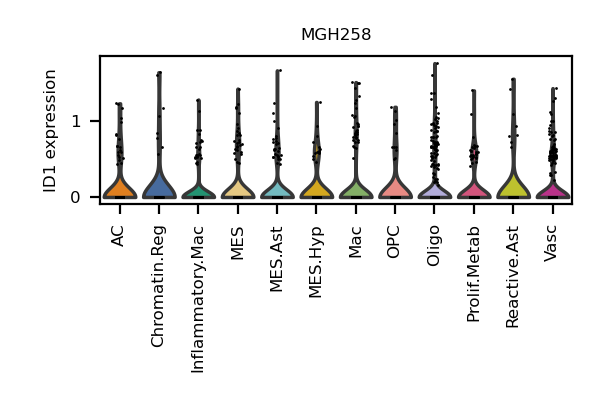 MGH258
ID1 expression
1
0
AC
Chromatin.Reg
Inflammatory.Mac
MES
MES.Ast
MES.Hyp
Mac
OPC
Oligo
Prolif.Metab
Reactive.Ast
Vasc